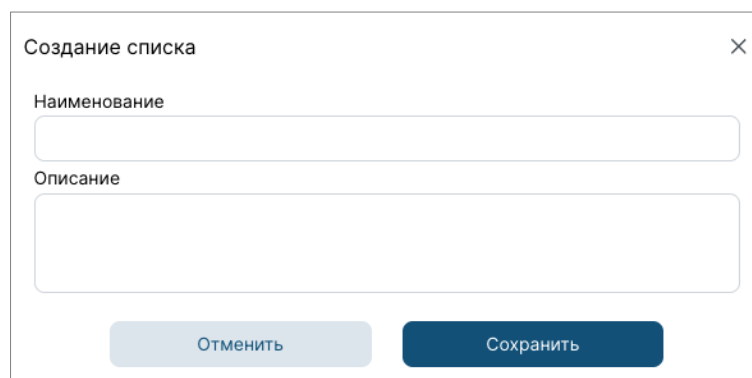 Создание списка
Наименование
Описание
Отменить Сохранить